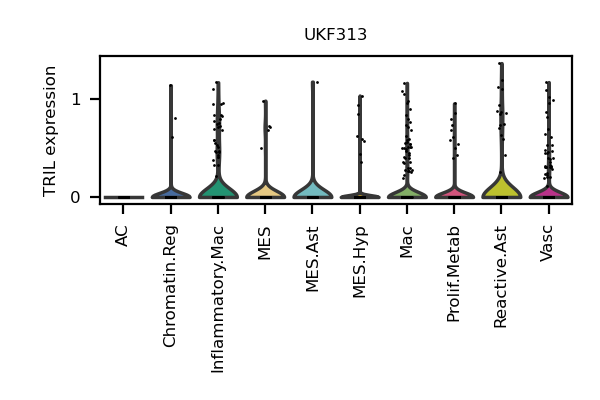 UKF313
TRIL expression
1
0
AC
Chromatin.Reg
Inflammatory.Mac
MES
MES.Ast
MES.Hyp
Mac
Prolif.Metab
Reactive.Ast
Vasc